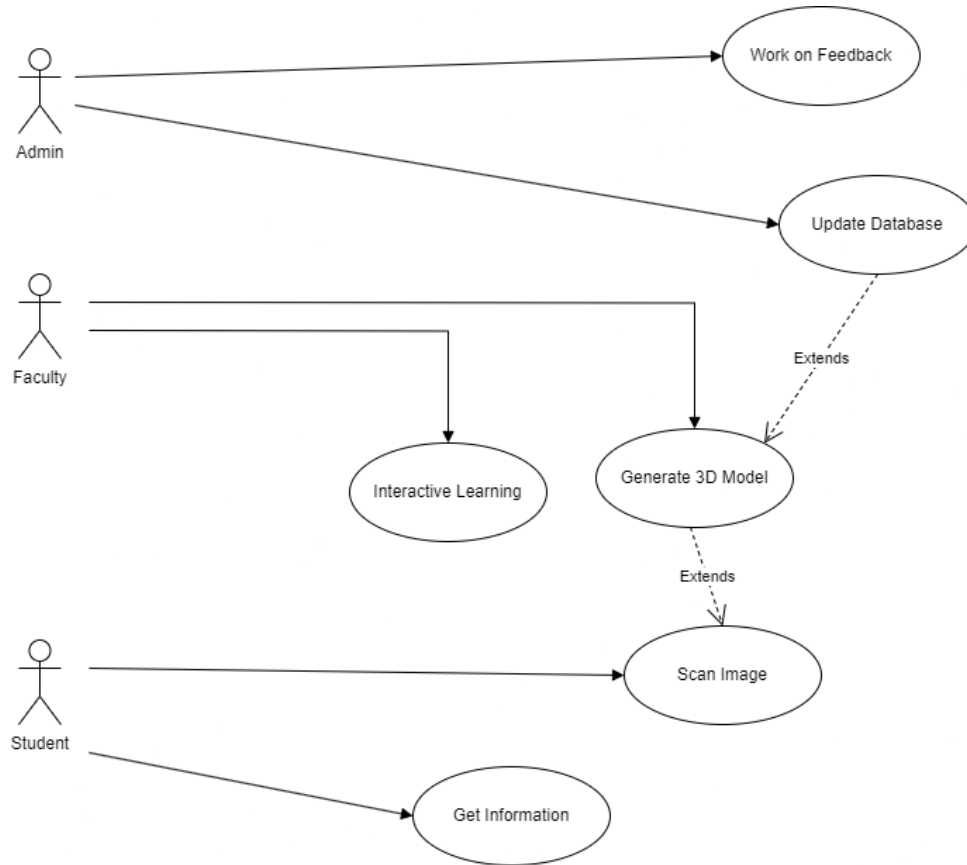 Work on Feedback
Admin
Update Database
Faculty
Extends
Generate 3D Model
Interactive Learning
Extends
Scan Image
Student
Get Information